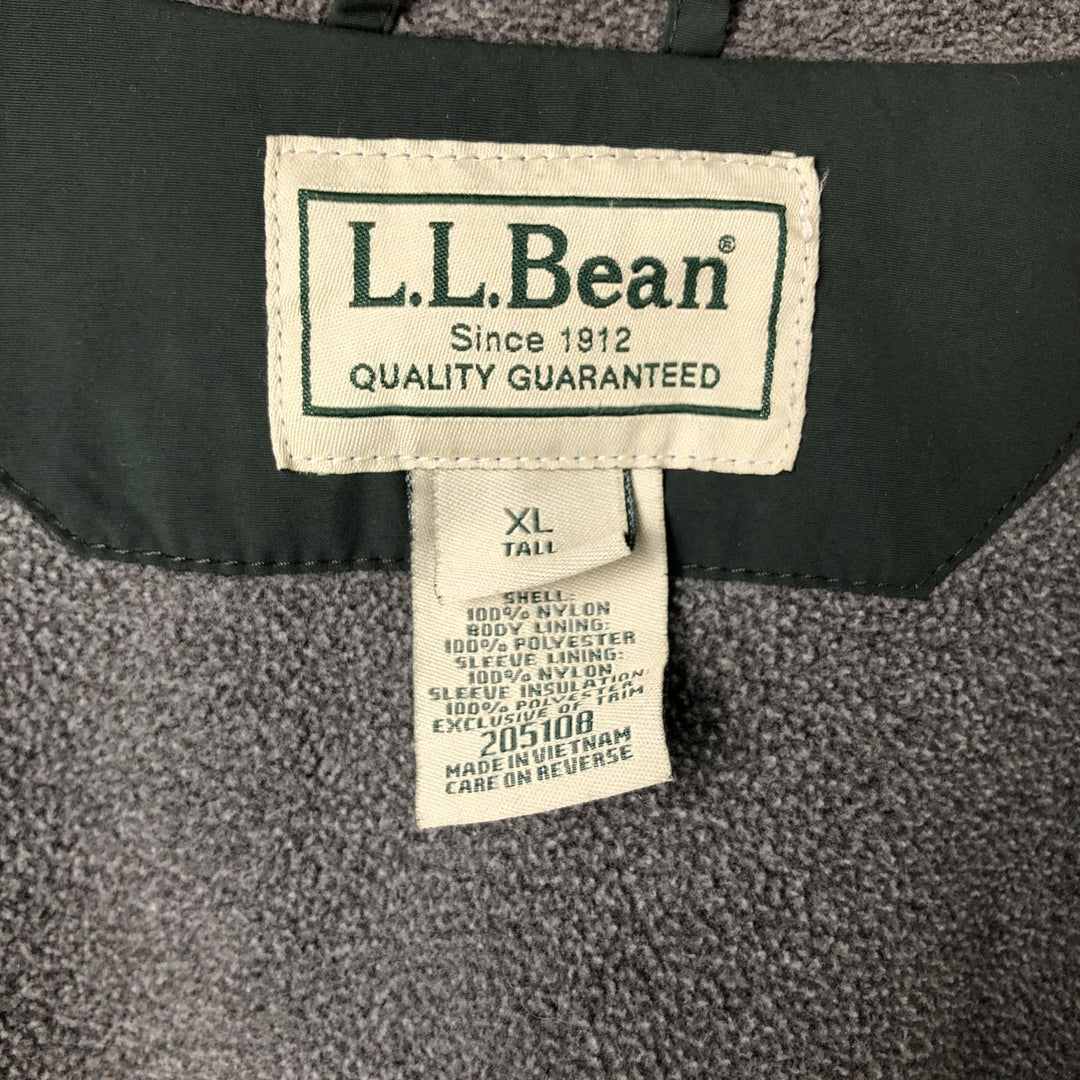 L.L.Bean®
Since 1912
QUALITY GUARANTEED
XL
TALL
SHELL:
100% NYLON
BODY LINING:
100% POLYESTER
SLEEVE LINING:
100% NYLON
SLEEVE INSULATION:
100% POLYESTER
EXCLUSIVE OF TRIM
205108
MADE IN VIETNAM
CARE ON REVERSE